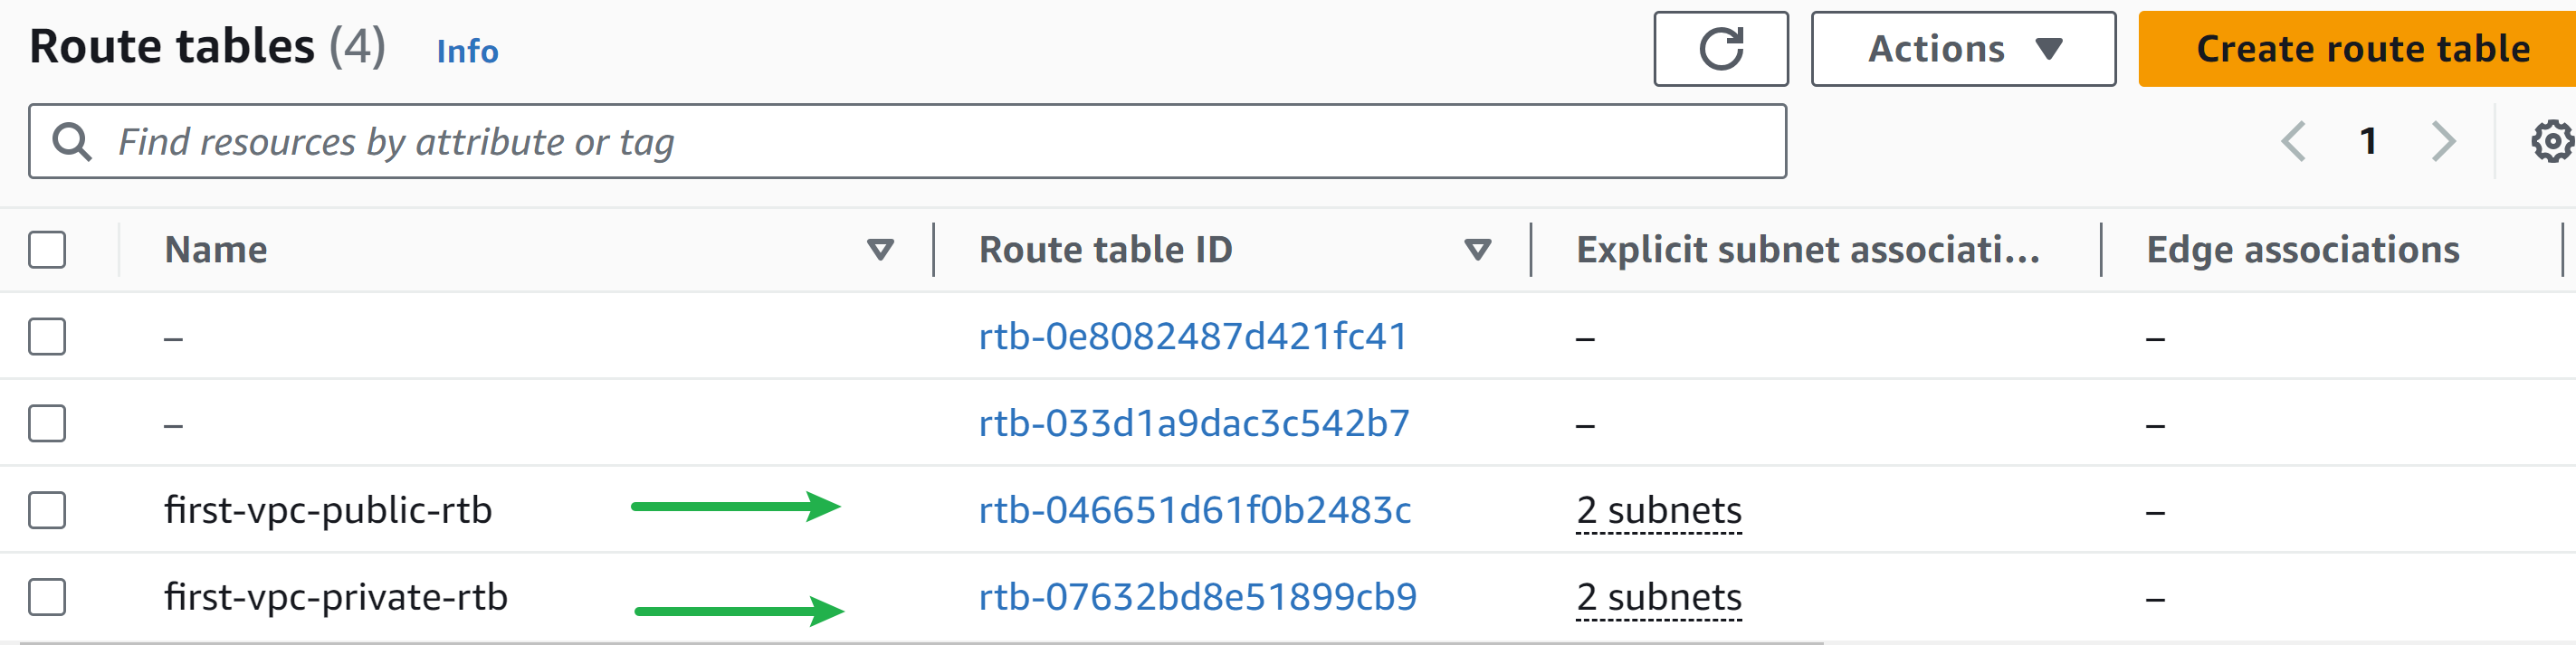 Route tables (4) Info
Actions
Create route table
Find resources by attribute or tag
1
Name Route table ID Explicit subnet associati... Edge associations
– rtb-0e8082487d421fc41 – –
– rtb-033d1a9dac3c542b7 – –
first-vpc-public-rtb rtb-046651d61f0b2483c 2 subnets –
first-vpc-private-rtb rtb-07632bd8e51899cb9 2 subnets –